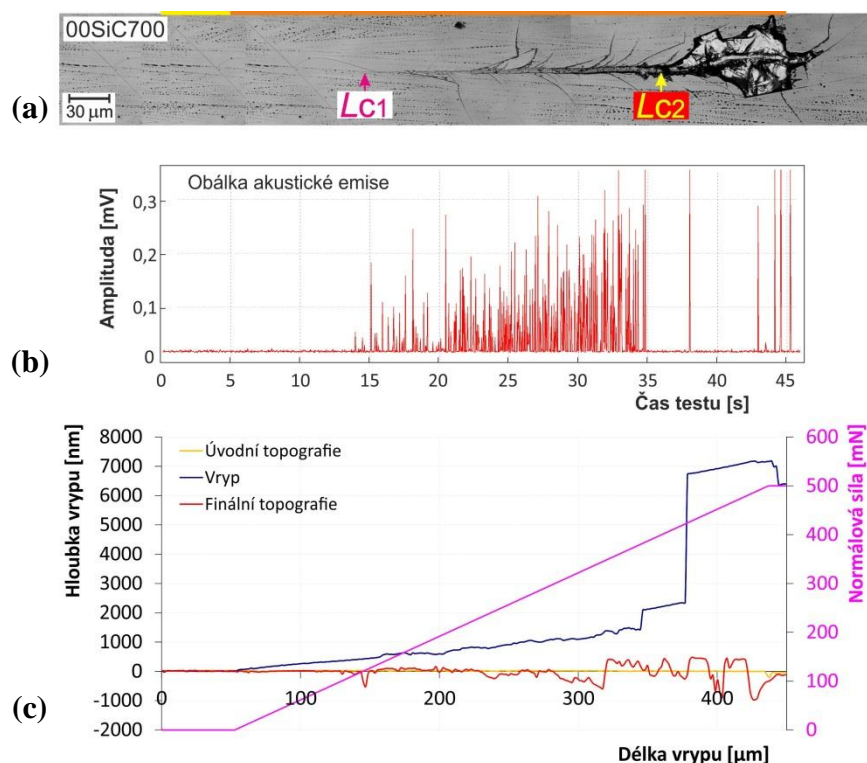 00SiC700
(a)
30 µm
Lc1
Lc2
Obálka akustické emise
Amplituda [mV]
0,3
0,2
0,1
0
(b)
0 5 10 15 20 25 30 35 40 45
Čas testu [s]
Hloubka vrypu [nm]
8000
7000
6000
5000
4000
3000
2000
1000
0
-1000
-2000
Úvodní topografie
Vryp
Finální topografie
Normálová síla [mN]
600
500
400
300
200
100
0
0 100 200 300 400
(c)
Délka vrypu [µm]